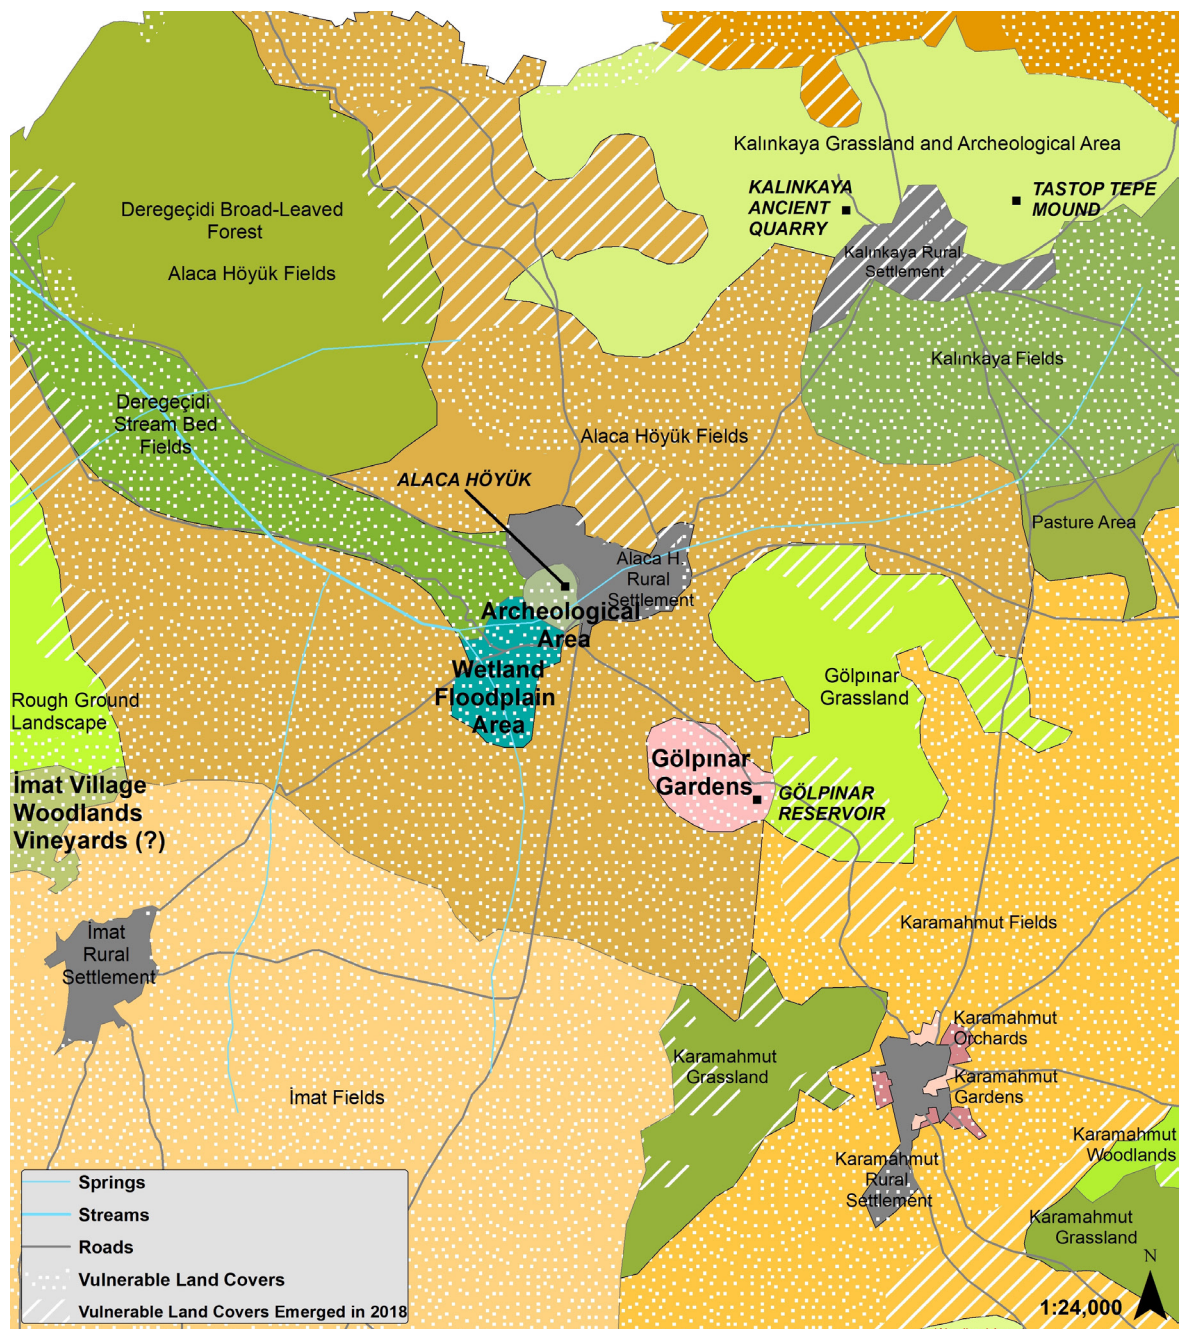 Kalınkaya Grassland and Archeological Area
KALINKAYA
ANCIENT
QUARRY
TASTOP TEPE
MOUND
Deregeçidi Broad-Leaved
Forest
Alaca Höyük Fields
Kalınkaya Rural
Settlement
Kalınkaya Fields
Deregeçidi
Stream Bed
Fields
Alaca Höyük Fields
ALACA HÖYÜK
Pasture Area
Alaca H.
Rural
Settlement
Archeological
Area
Wetland
Floodplain
Area
Gölpınar
Grassland
Rough Ground
Landscape
Gölpınar
Gardens
GÖLPINAR
RESERVOIR
İmat Village
Woodlands
Vineyards (?)
İmat
Rural
Settlement
Karamahmut Fields
Karamahmut
Orchards
Karamahmut
Grassland
Karamahmut
Gardens
İmat Fields
Karamahmut
Woodlands
Karamahmut
Rural
Settlement
Karamahmut
Grassland
Springs
Streams
Roads
Vulnerable Land Covers
Vulnerable Land Covers Emerged in 2018
N
1:24,000